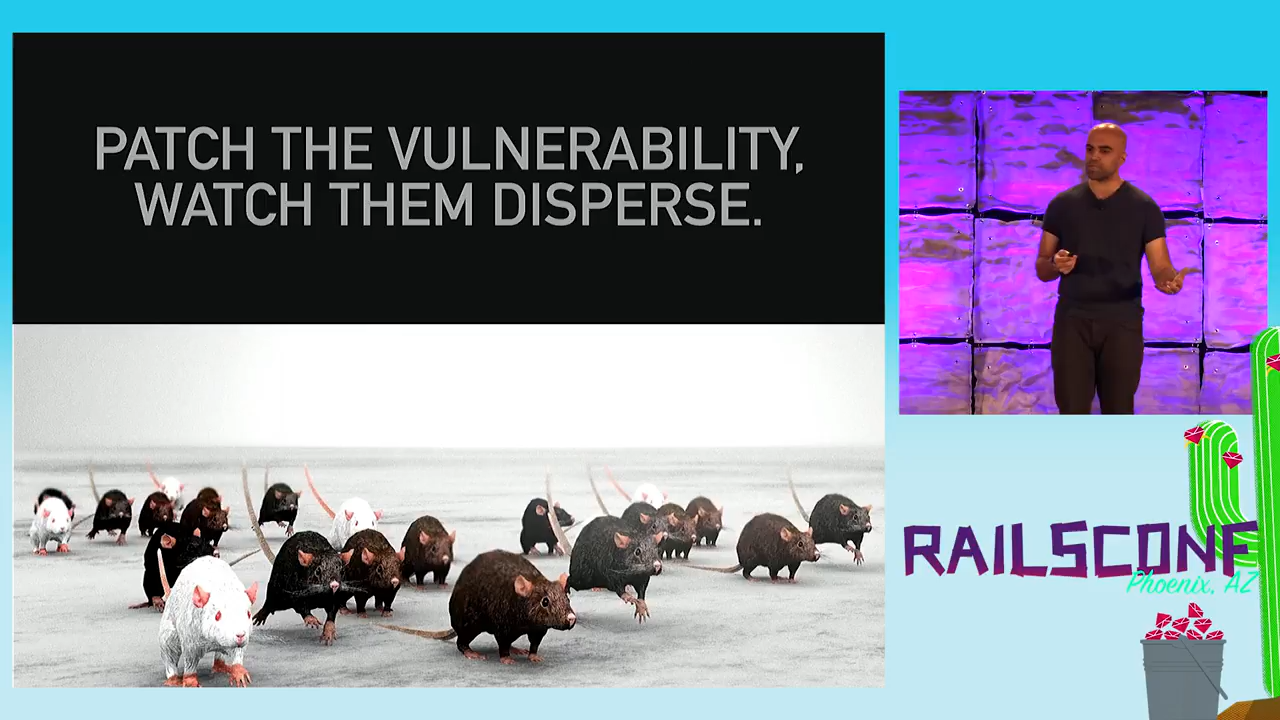 PATCH THE VULNERABILITY,
WATCH THEM DISPERSE.
RAILSCONF
Phoenix, AZ